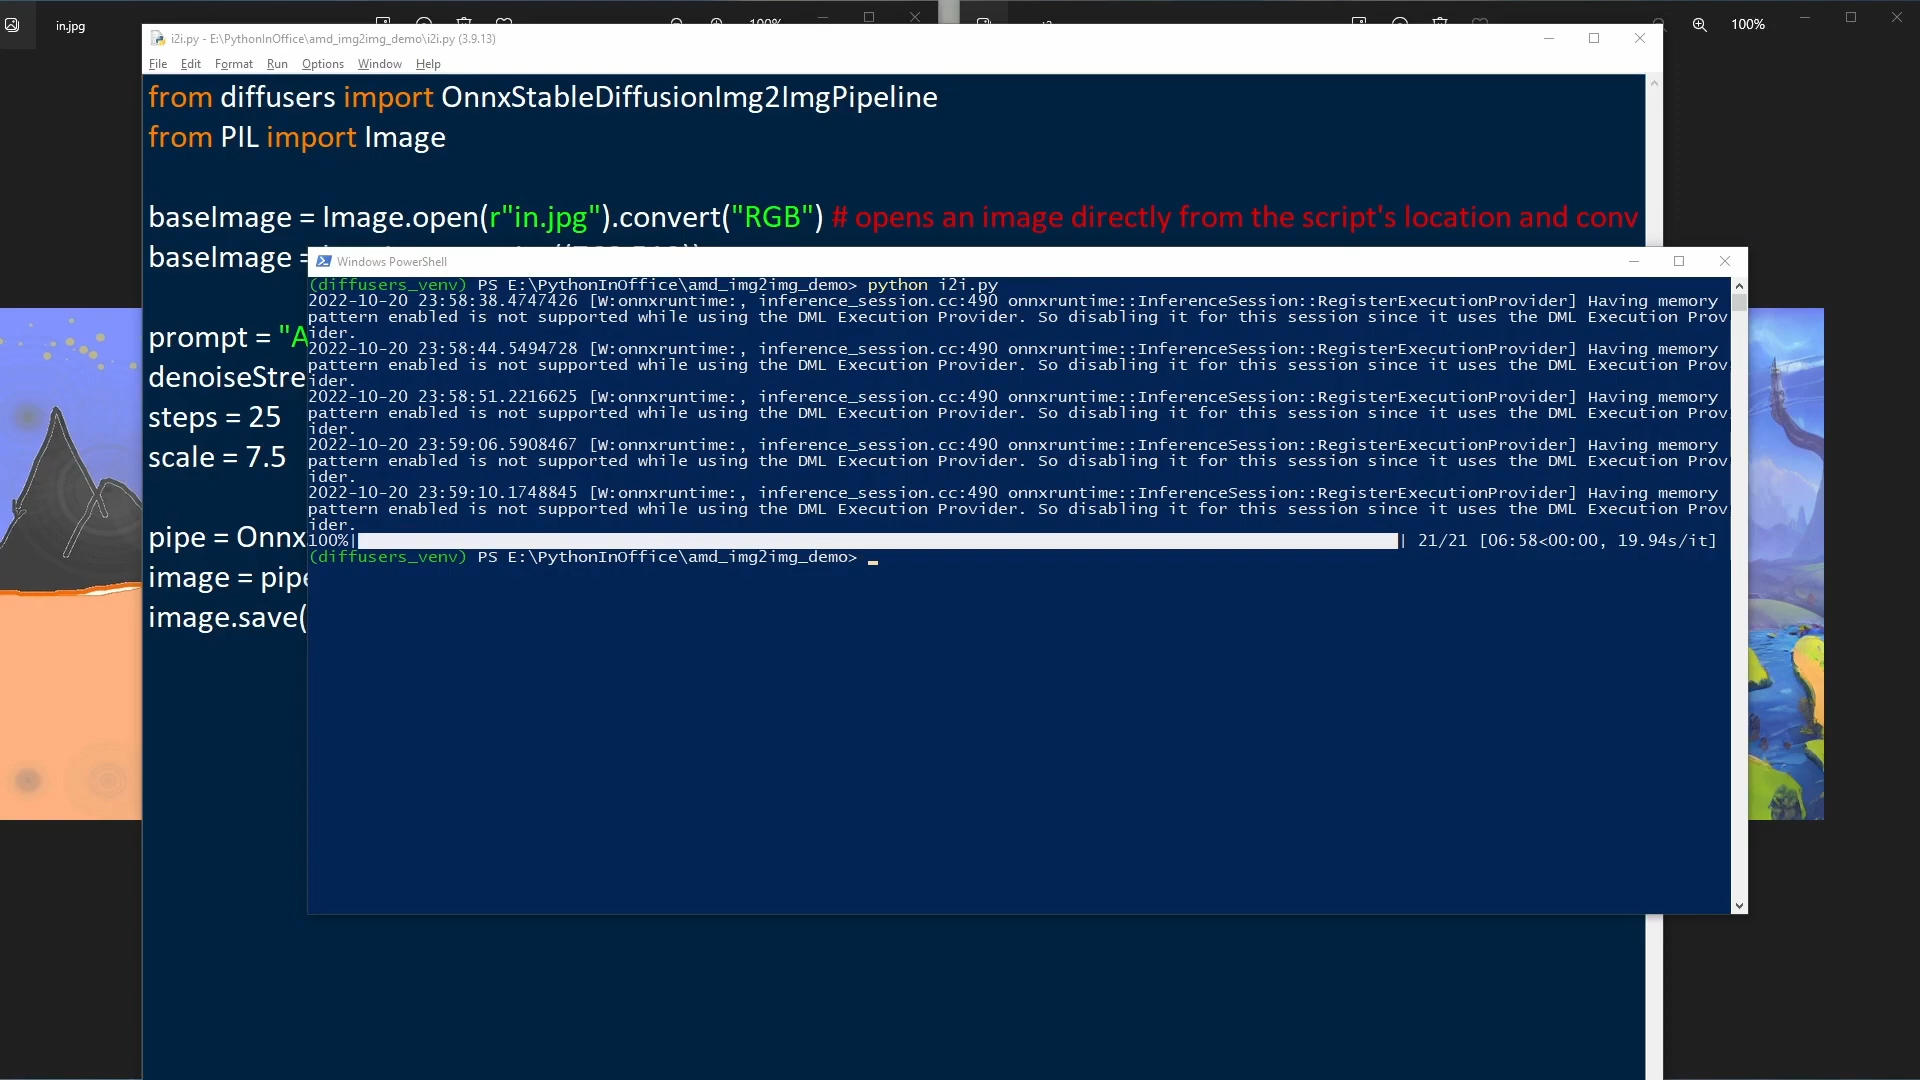 in.jpg
100%
100%
i2i.py - E:\PythonInOffice\amd_img2img_demo\i2i.py (3.9.13)
File Edit Format Run Options Window Help
from diffusers import OnnxStableDiffusionImg2ImgPipeline
from PIL import Image
baseImage = Image.open(r"in.jpg").convert("RGB") # opens an image directly from the script's location and conv
baseImage =
prompt = "A
denoiseStre
steps = 25
scale = 7.5
pipe = Onnx
image = pipe
image.save(
Windows PowerShell
(diffusers_venv) PS E:\PythonInOffice\amd_img2img_demo> python i2i.py
2022-10-20 23:58:38.4747426 [W:onnxruntime:, inference_session.cc:490 onnxruntime::InferenceSession::RegisterExecutionProvider] Having memory
pattern enabled is not supported while using the DML Execution Provider. So disabling it for this session since it uses the DML Execution Prov
ider.
2022-10-20 23:58:44.5494728 [W:onnxruntime:, inference_session.cc:490 onnxruntime::InferenceSession::RegisterExecutionProvider] Having memory
pattern enabled is not supported while using the DML Execution Provider. So disabling it for this session since it uses the DML Execution Prov
ider.
2022-10-20 23:58:51.2216625 [W:onnxruntime:, inference_session.cc:490 onnxruntime::InferenceSession::RegisterExecutionProvider] Having memory
pattern enabled is not supported while using the DML Execution Provider. So disabling it for this session since it uses the DML Execution Prov
ider.
2022-10-20 23:59:06.5908467 [W:onnxruntime:, inference_session.cc:490 onnxruntime::InferenceSession::RegisterExecutionProvider] Having memory
pattern enabled is not supported while using the DML Execution Provider. So disabling it for this session since it uses the DML Execution Prov
ider.
2022-10-20 23:59:10.1748845 [W:onnxruntime:, inference_session.cc:490 onnxruntime::InferenceSession::RegisterExecutionProvider] Having memory
pattern enabled is not supported while using the DML Execution Provider. So disabling it for this session since it uses the DML Execution Prov
ider.
100%| | 21/21 [06:58<00:00, 19.94s/it]
(diffusers_venv) PS E:\PythonInOffice\amd_img2img_demo>